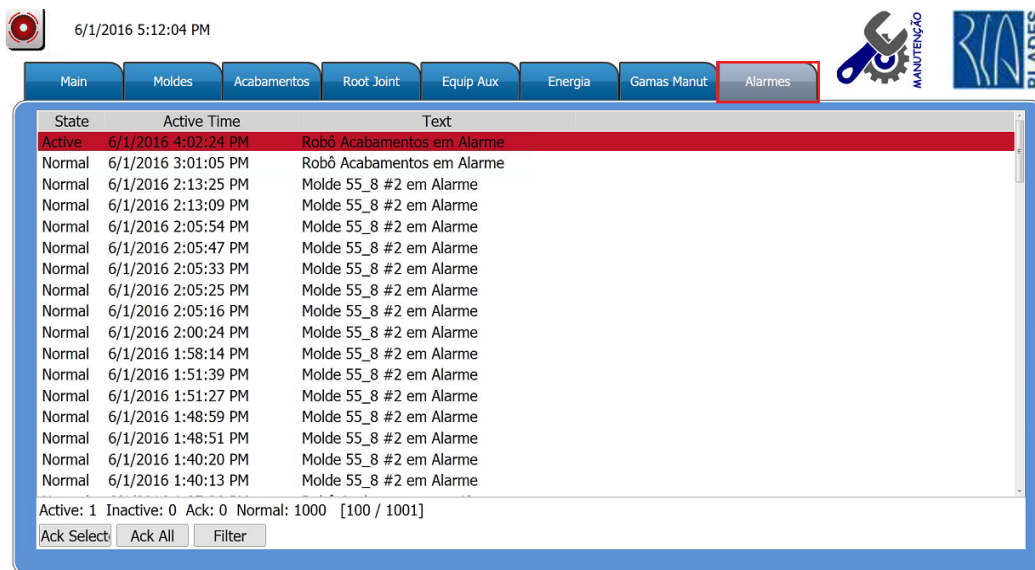 6/1/2016 5:12:04 PM
MANUTENÇÃO
RIA BLADES
Main Moldes Acabamentos Root Joint Equip Aux Energia Gamas Manut Alarmes
State Active Time Text
Active 6/1/2016 4:02:24 PM Robô Acabamentos em Alarme
Normal 6/1/2016 3:01:05 PM Robô Acabamentos em Alarme
Normal 6/1/2016 2:13:25 PM Molde 55_8 #2 em Alarme
Normal 6/1/2016 2:13:09 PM Molde 55_8 #2 em Alarme
Normal 6/1/2016 2:05:54 PM Molde 55_8 #2 em Alarme
Normal 6/1/2016 2:05:47 PM Molde 55_8 #2 em Alarme
Normal 6/1/2016 2:05:33 PM Molde 55_8 #2 em Alarme
Normal 6/1/2016 2:05:25 PM Molde 55_8 #2 em Alarme
Normal 6/1/2016 2:05:16 PM Molde 55_8 #2 em Alarme
Normal 6/1/2016 2:00:24 PM Molde 55_8 #2 em Alarme
Normal 6/1/2016 1:58:14 PM Molde 55_8 #2 em Alarme
Normal 6/1/2016 1:51:39 PM Molde 55_8 #2 em Alarme
Normal 6/1/2016 1:51:27 PM Molde 55_8 #2 em Alarme
Normal 6/1/2016 1:48:59 PM Molde 55_8 #2 em Alarme
Normal 6/1/2016 1:48:51 PM Molde 55_8 #2 em Alarme
Normal 6/1/2016 1:40:20 PM Molde 55_8 #2 em Alarme
Normal 6/1/2016 1:40:13 PM Molde 55_8 #2 em Alarme
Active: 1 Inactive: 0 Ack: 0 Normal: 1000 [100 / 1001]
Ack Select Ack All Filter